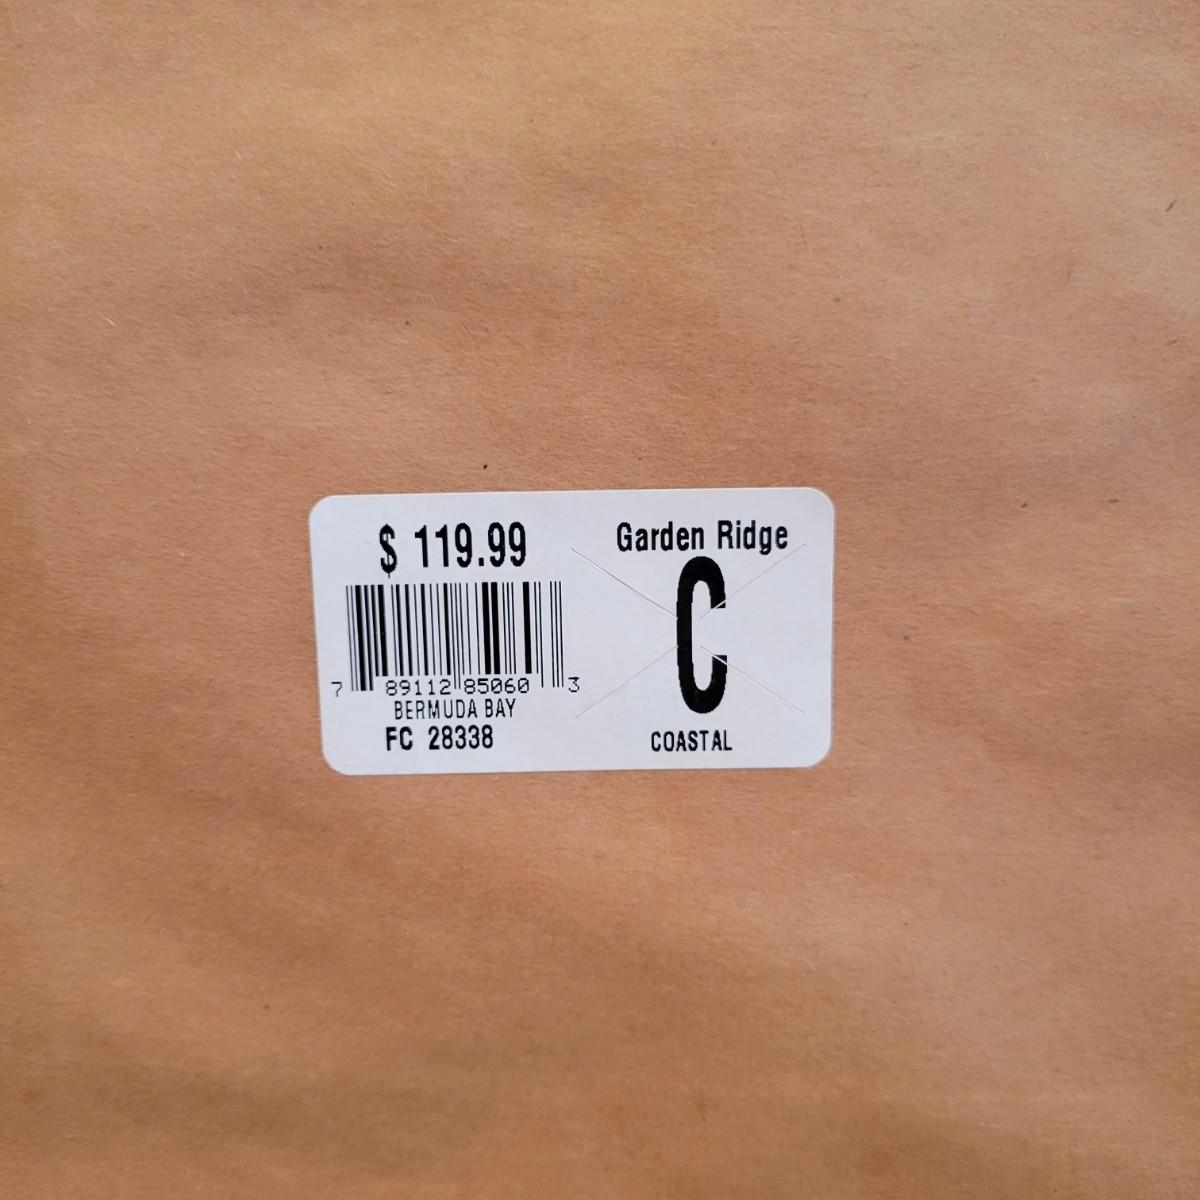 $ 119.99
7 89112 85060 3
BERMUDA BAY
FC 28338
Garden Ridge
C
COASTAL